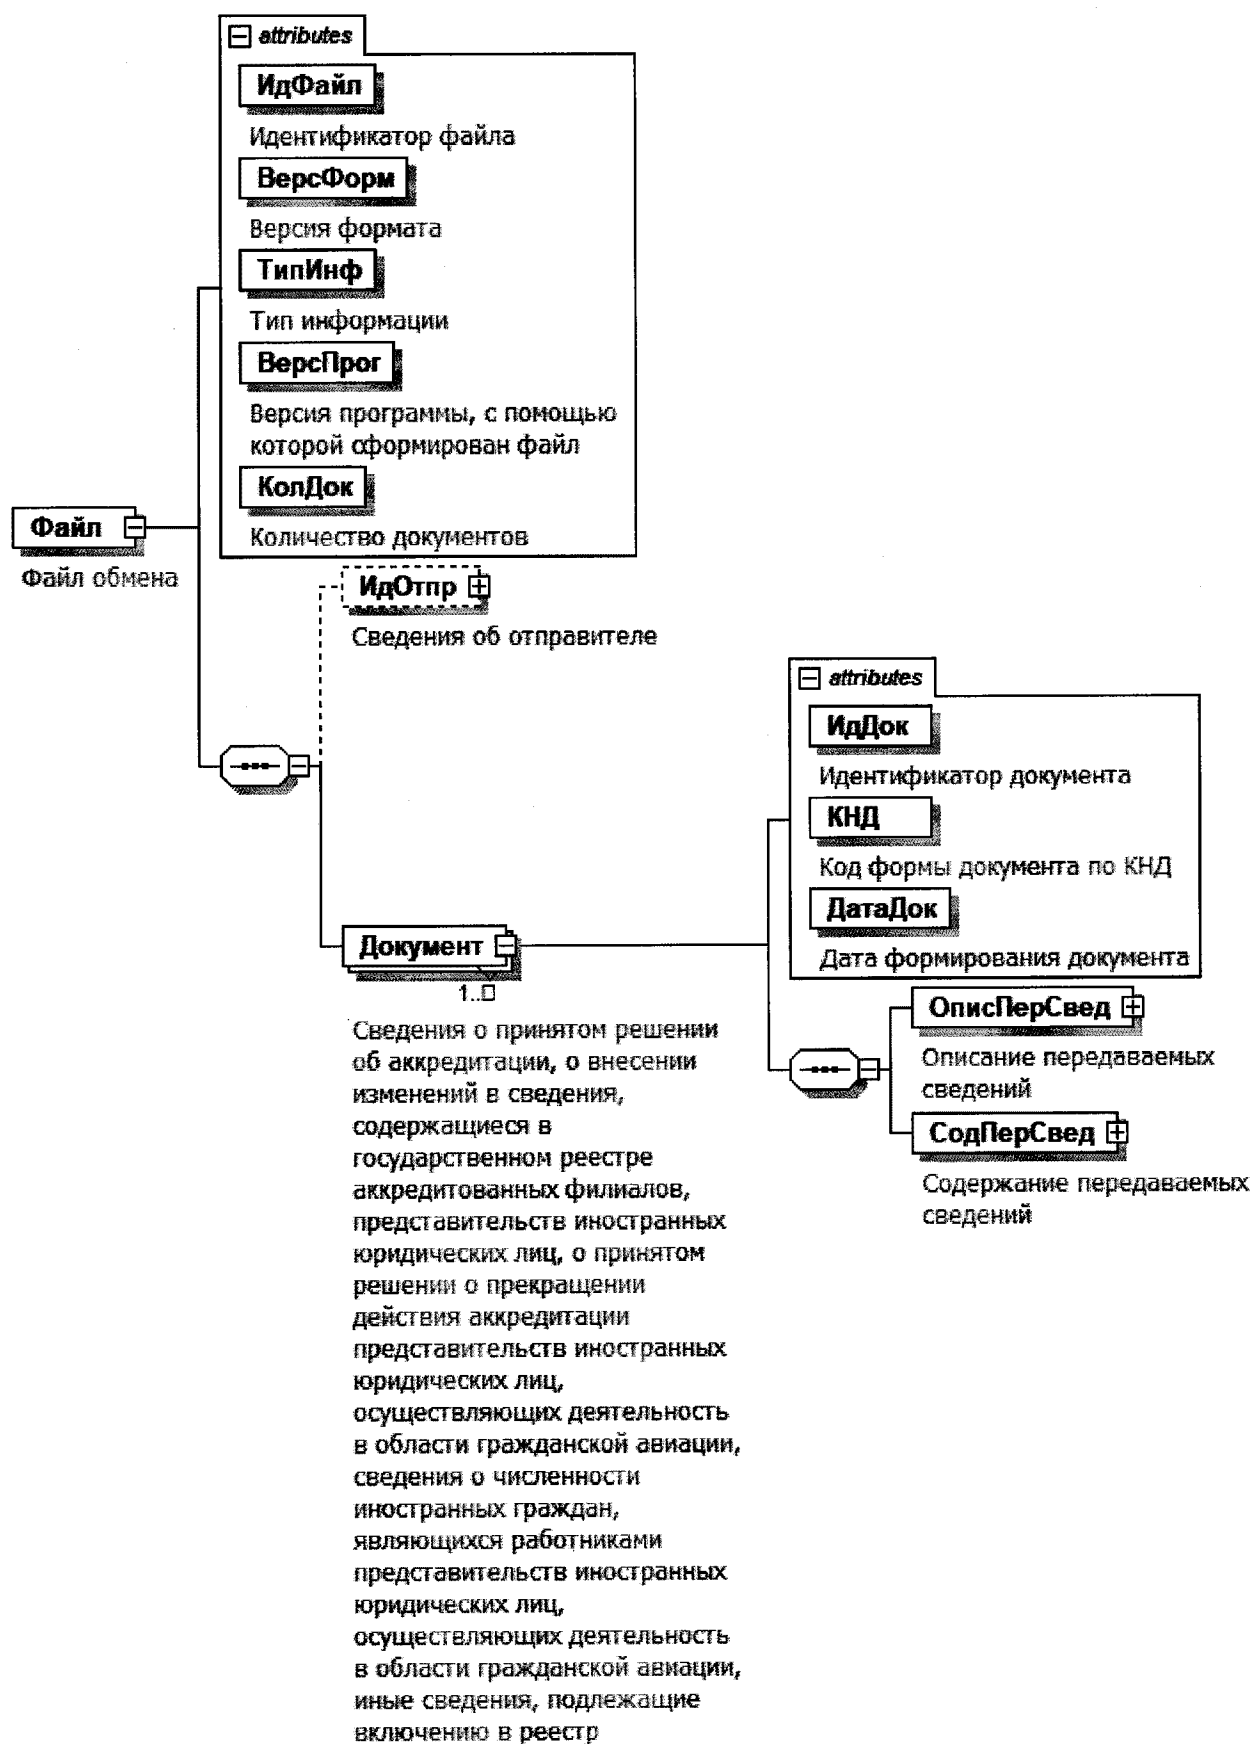 attributes
ИдФайл
Идентификатор файла
ВерсФорм
Версия формата
ТипИнф
Тип информации
ВерсПрог
Версия программы, с помощью
которой сформирован файл
КолДок
Количество документов
Файл
Файл обмена
ИдОтпр
Сведения об отправителе
attributes
ИдДок
Идентификатор документа
КНД
Код формы документа по КНД
ДатаДок
Дата формирования документа
Документ
1..□
Сведения о принятом решении
об аккредитации, о внесении
изменений в сведения,
содержащиеся в
государственном реестре
аккредитованных филиалов,
представительств иностранных
юридических лиц, о принятом
решении о прекращении
действия аккредитации
представительств иностранных
юридических лиц,
осуществляющих деятельность
в области гражданской авиации,
сведения о численности
иностранных граждан,
являющихся работниками
представительств иностранных
юридических лиц,
осуществляющих деятельность
в области гражданской авиации,
иные сведения, подлежащие
включению в реестр
ОписПерСвед
Описание передаваемых
сведений
СодПерСвед
Содержание передаваемых
сведений